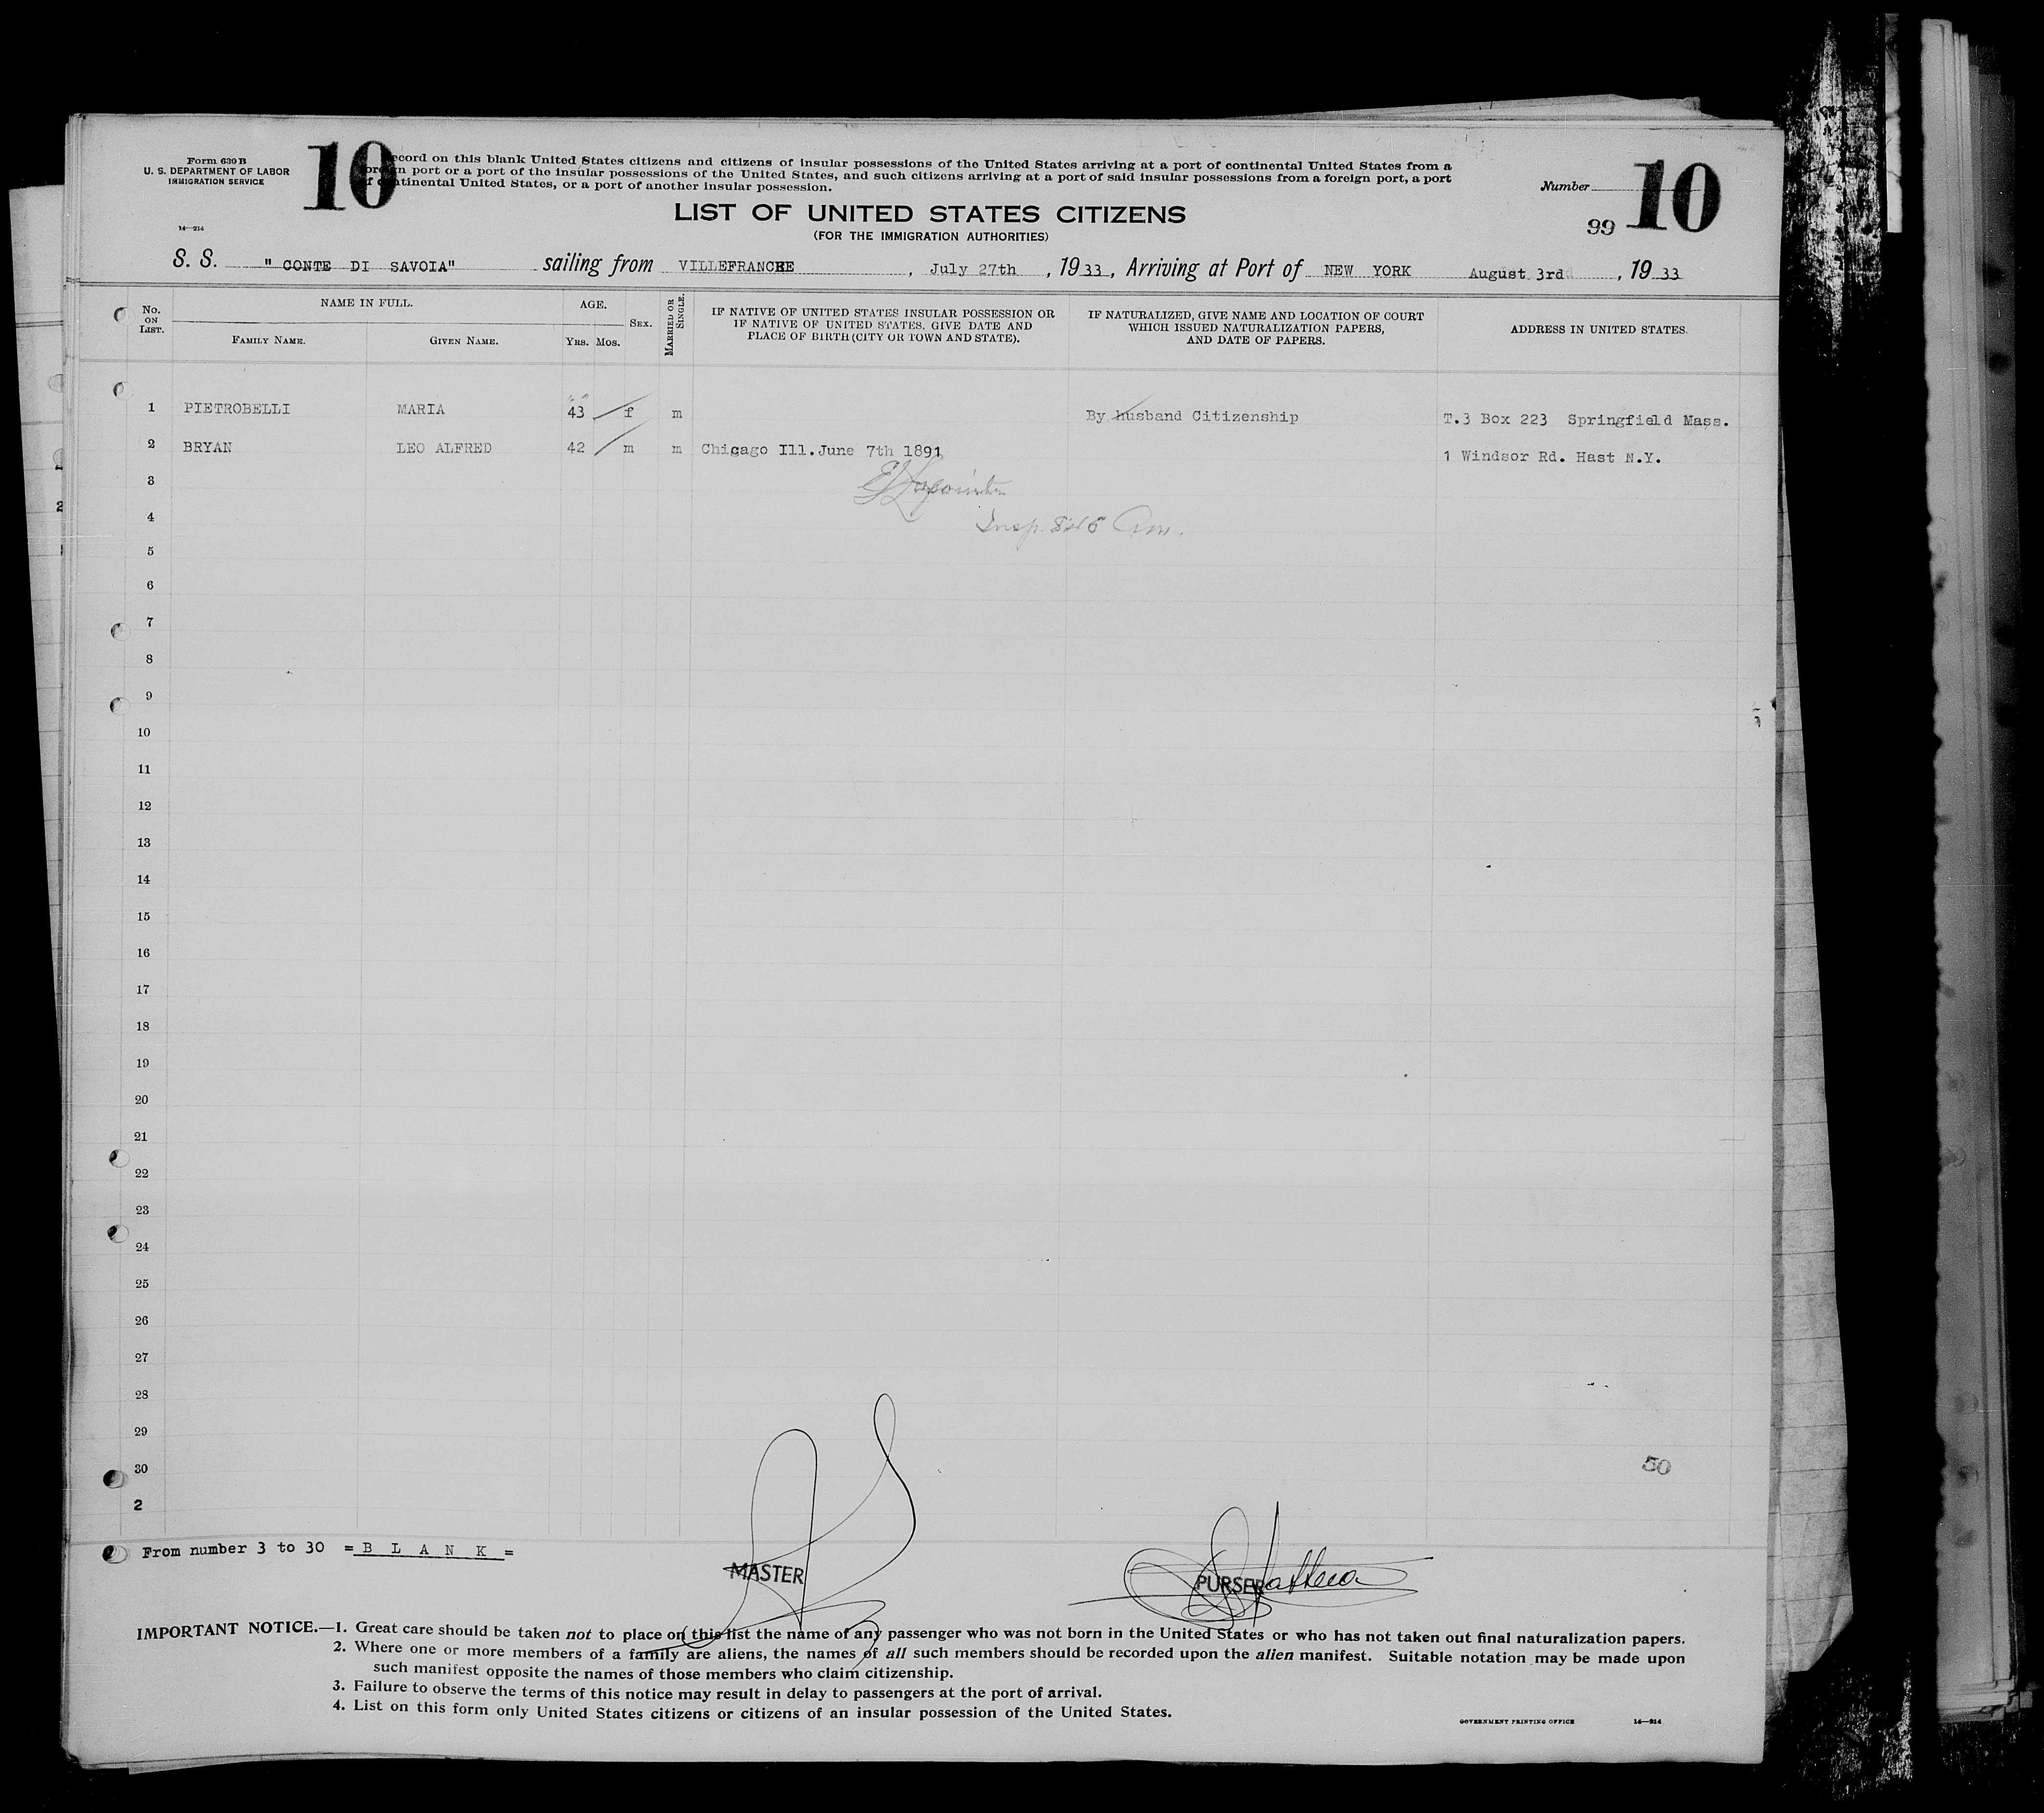 Form 630 B
U. S. DEPARTMENT OF LABOR
IMMIGRATION SERVICE
14—214
10
ecord on this blank United States citizens and citizens of insular possessions of the United States arriving at a port of continental United States from a
n port or a port of the insular possessions of the United States, and such citizens arriving at a port of said insular possessions from a foreign port, a port
ntinental United States, or a port of another insular possession.
Number
10
99
LIST OF UNITED STATES CITIZENS
(FOR THE IMMIGRATION AUTHORITIES)
S. S. " CONTE DI SAVOIA" sailing from VILLEFRANCHE , July 27th , 19 33 , Arriving at Port of NEW YORK August 3rd , 19 33
No. ON LIST.
NAME IN FULL.
FAMILY NAME. GIVEN NAME.
AGE.
YRS. MOS.
SEX.
MARRIED OR SINGLE.
IF NATIVE OF UNITED STATES INSULAR POSSESSION OR
IF NATIVE OF UNITED STATES, GIVE DATE AND
PLACE OF BIRTH (CITY OR TOWN AND STATE).
IF NATURALIZED, GIVE NAME AND LOCATION OF COURT
WHICH ISSUED NATURALIZATION PAPERS,
AND DATE OF PAPERS.
ADDRESS IN UNITED STATES.
1 PIETROBELLI MARIA 43 f m By husband Citizenship T.3 Box 223 Springfield Mass.
2 BRYAN LEO ALFRED 42 m m Chigago Ill.June 7th 1891 1 Windsor Rd. Hast N.Y.
3
4 Insp.
5
6
7
8
9
10
11
12
13
14
15
16
17
18
19
20
21
22
23
24
25
26
27
28
29
30 50
2
From number 3 to 30 = B L A N K =
MASTER
PURSER
IMPORTANT NOTICE.—1. Great care should be taken not to place on this list the name of any passenger who was not born in the United States or who has not taken out final naturalization papers.
2. Where one or more members of a family are aliens, the names of all such members should be recorded upon the alien manifest. Suitable notation may be made upon
such manifest opposite the names of those members who claim citizenship.
3. Failure to observe the terms of this notice may result in delay to passengers at the port of arrival.
4. List on this form only United States citizens or citizens of an insular possession of the United States.
GOVERNMENT PRINTING OFFICE 14—214